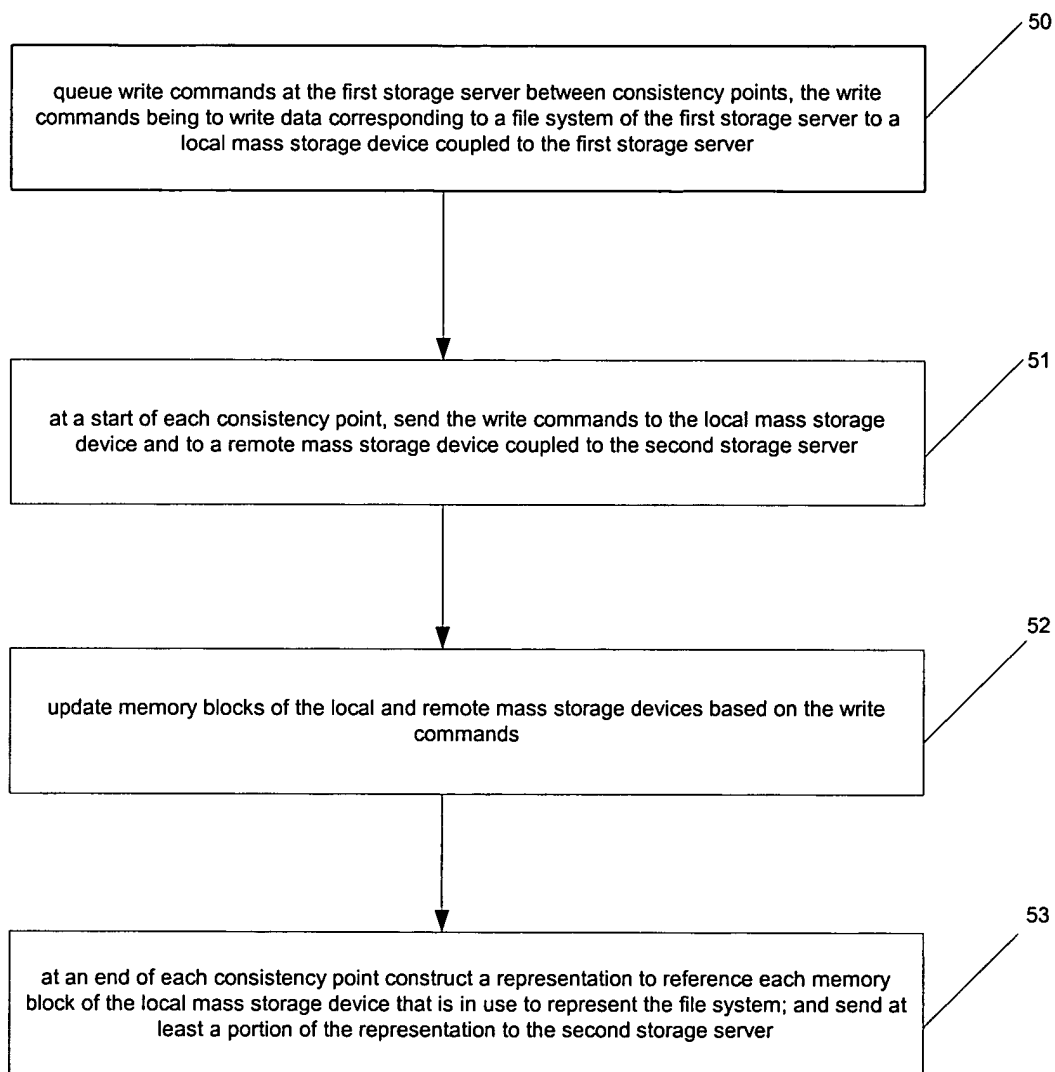 50
queue write commands at the first storage server between consistency points, the write
commands being to write data corresponding to a file system of the first storage server to a
local mass storage device coupled to the first storage server
51
at a start of each consistency point, send the write commands to the local mass storage
device and to a remote mass storage device coupled to the second storage server
52
update memory blocks of the local and remote mass storage devices based on the write
commands
53
at an end of each consistency point construct a representation to reference each memory
block of the local mass storage device that is in use to represent the file system; and send at
least a portion of the representation to the second storage server